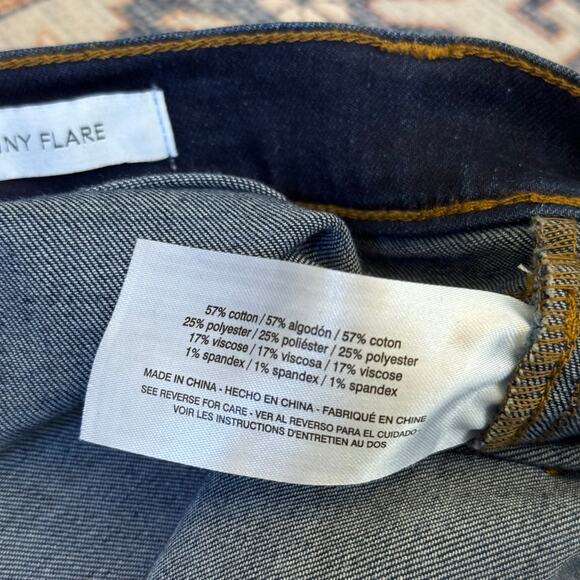 NY FLARE
57% cotton / 57% algodón / 57% coton
25% polyester / 25% poliéster / 25% polyester
17% viscose / 17% viscosa / 17% viscose
1% spandex / 1% spandex / 1% spandex
MADE IN CHINA - HECHO EN CHINA - FABRIQUÉ EN CHINE
SEE REVERSE FOR CARE - VER AL REVERSO PARA EL CUIDADO
VOIR LES INSTRUCTIONS D'ENTRETIEN AU DOS